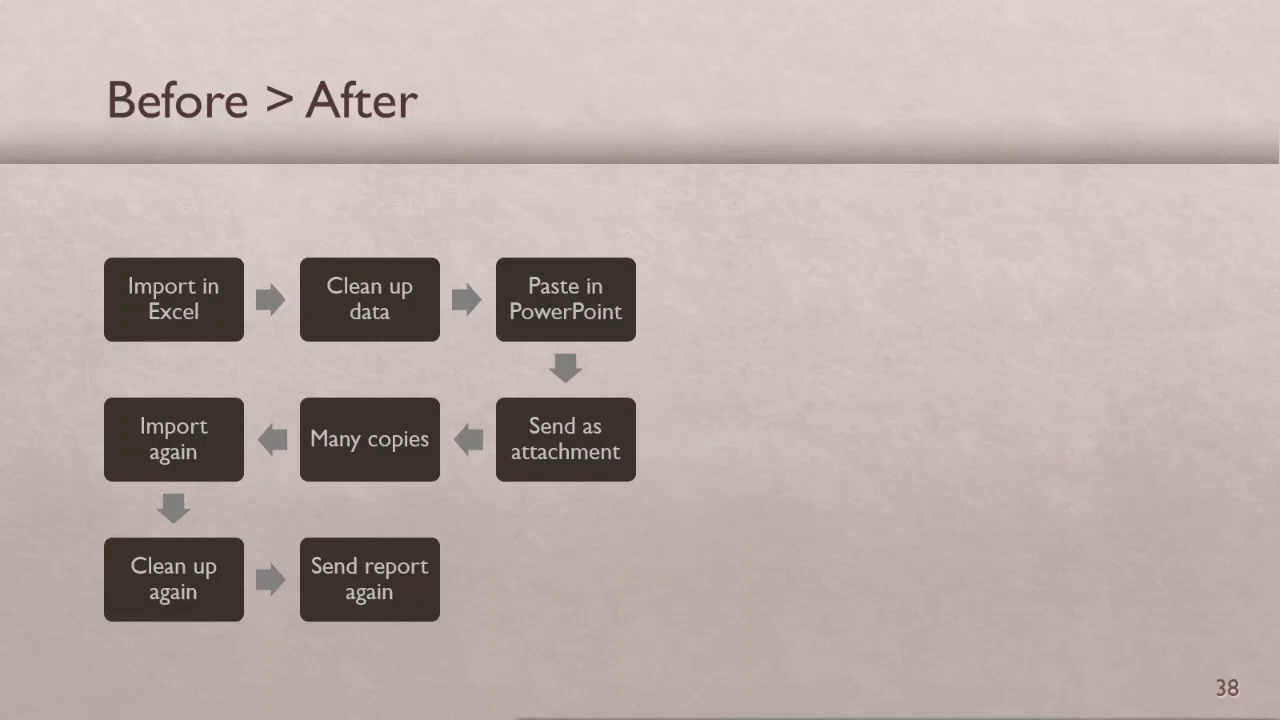 Before > After
Import in
Excel
Clean up
data
Paste in
PowerPoint
Send as
attachment
Many copies
Import
again
Clean up
again
Send report
again
38